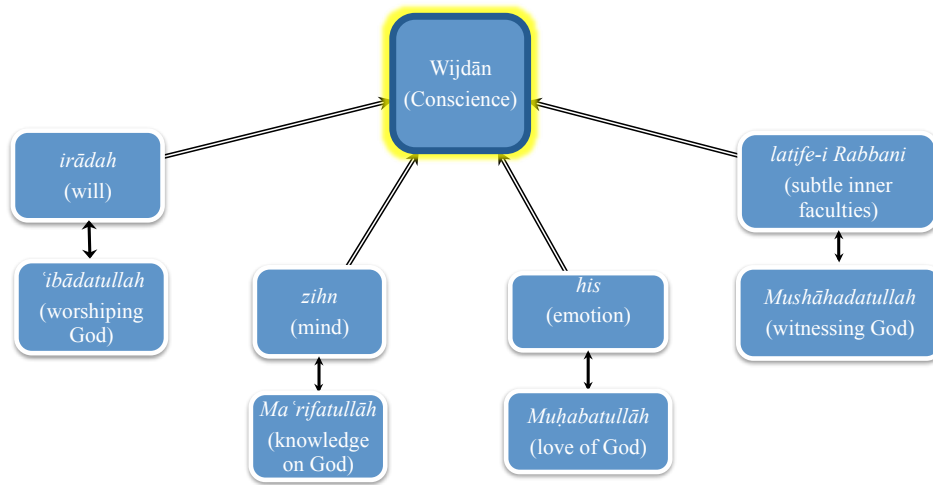 Wijdān
(Conscience)
irādah
(will)
latife-i Rabbani
(subtle inner
faculties)
ʿibādatullah
(worshiping
God)
zihn
(mind)
his
(emotion)
Mushāhadatullah
(witnessing God)
Maʿrifatullāh
(knowledge
on God)
Muḥabatullāh
(love of God)